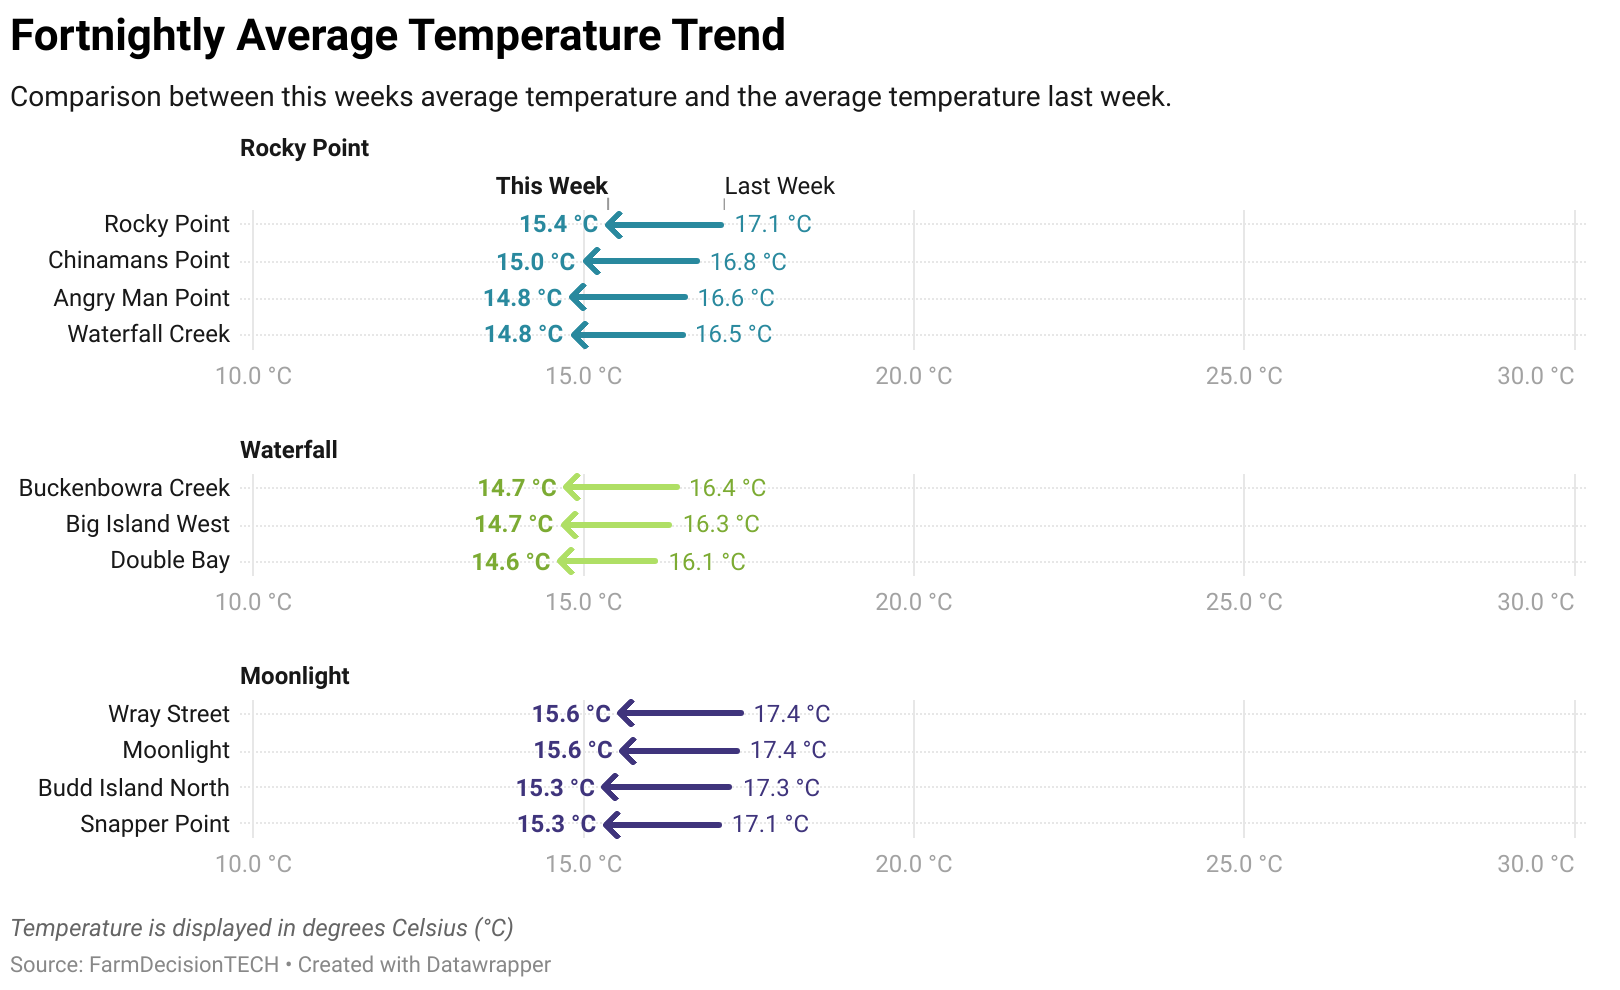 Fortnightly Average Temperature Trend
Comparison between this weeks average temperature and the average temperature last week.
Rocky Point
This Week Last Week
Rocky Point 15.4 °C 17.1 °C
Chinamans Point 15.0 °C 16.8 °C
Angry Man Point 14.8 °C 16.6 °C
Waterfall Creek 14.8 °C 16.5 °C
10.0 °C 15.0 °C 20.0 °C 25.0 °C 30.0 °C
Waterfall
Buckenbowra Creek 14.7 °C 16.4 °C
Big Island West 14.7 °C 16.3 °C
Double Bay 14.6 °C 16.1 °C
10.0 °C 15.0 °C 20.0 °C 25.0 °C 30.0 °C
Moonlight
Wray Street 15.6 °C 17.4 °C
Moonlight 15.6 °C 17.4 °C
Budd Island North 15.3 °C 17.3 °C
Snapper Point 15.3 °C 17.1 °C
10.0 °C 15.0 °C 20.0 °C 25.0 °C 30.0 °C
Temperature is displayed in degrees Celsius (°C)
Source: FarmDecisionTECH • Created with Datawrapper